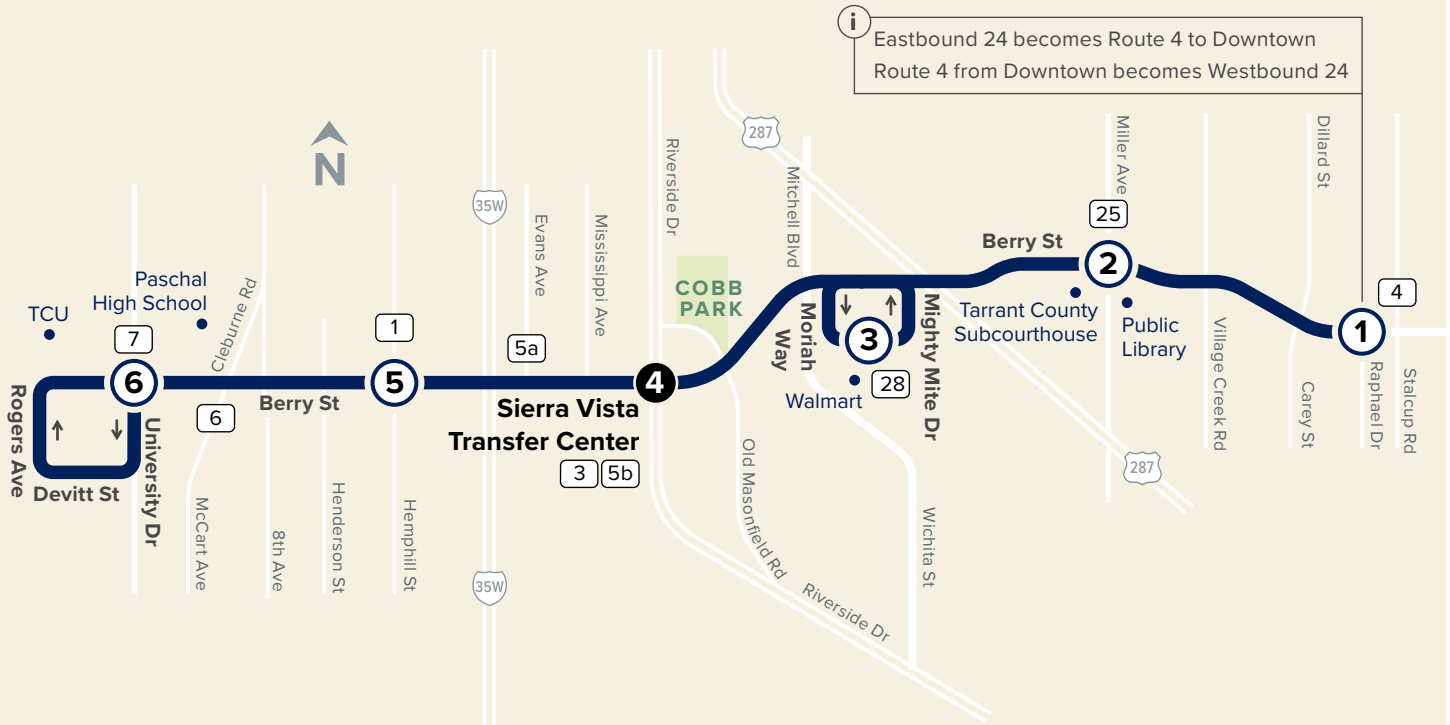 i
Eastbound 24 becomes Route 4 to Downtown
Route 4 from Downtown becomes Westbound 24
N
287
35W
Riverside Dr
Mitchell Blvd
Miller Ave
Dillard St
25
Berry St
2
Evans Ave
Mississippi Ave
COBB
PARK
Paschal
High School
TCU
Cleburne Rd
7
1
5a
6
5
4
Moriah
Way
3
Mighty Mite Dr
Tarrant County
Subcourthouse
Public
Library
Village Creek Rd
4
1
Carey St
Raphael Dr
Stalcup Rd
Walmart
28
Rogers Ave
University Dr
Devitt St
6
Berry St
Sierra Vista
Transfer Center
3
5b
McCart Ave
8th Ave
Henderson St
Hemphill St
35W
Old Masonfield Rd
Riverside Dr
Wichita St
287